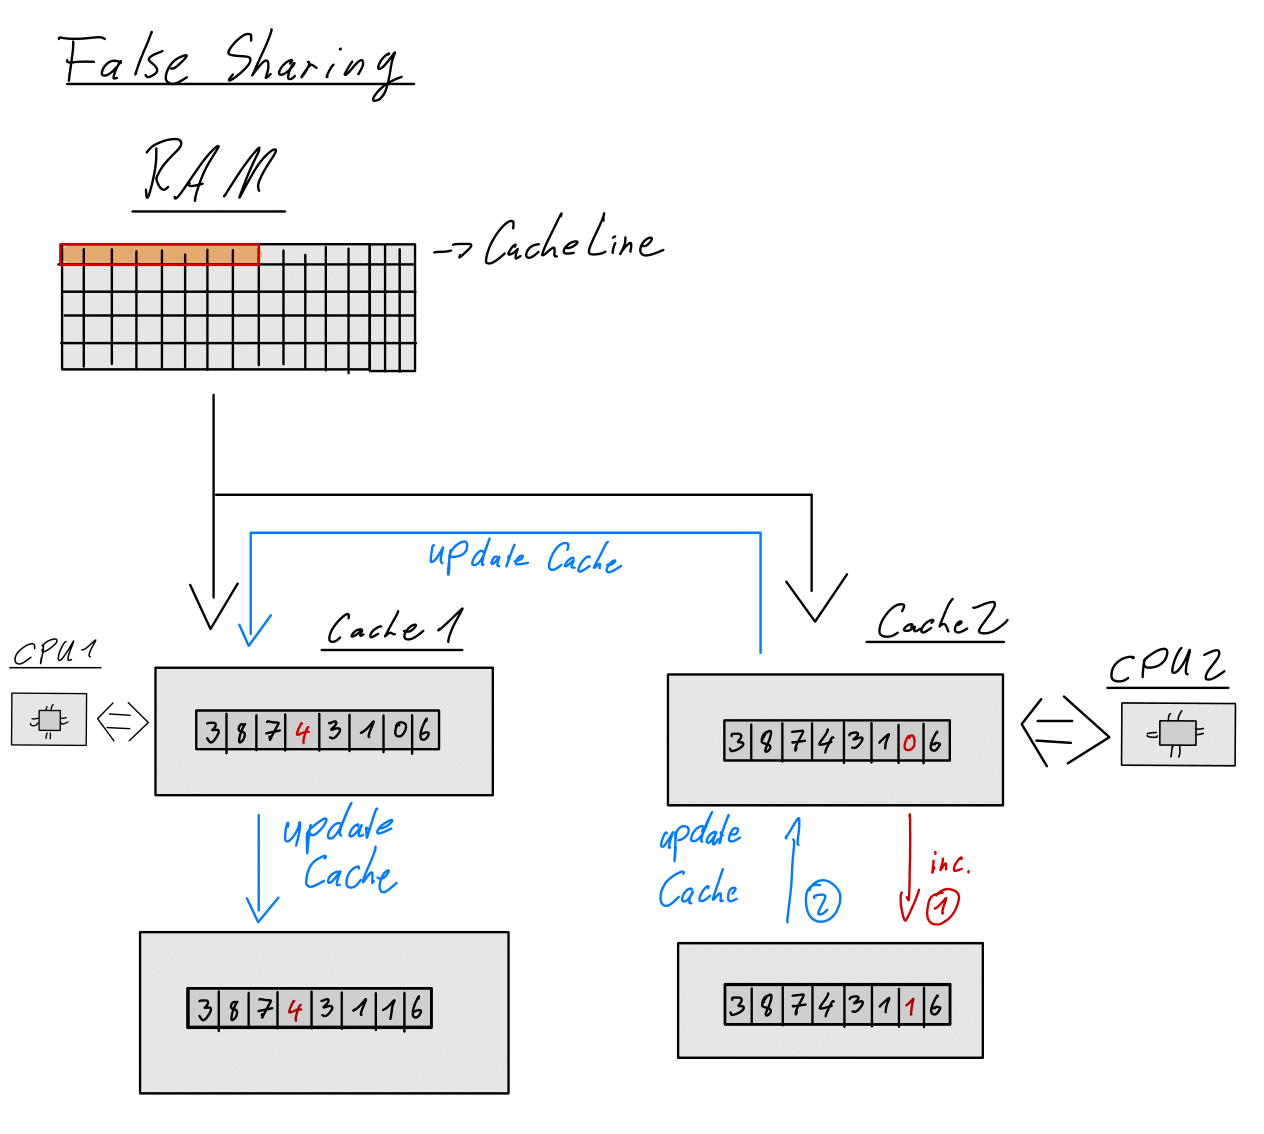 False Sharing
RAM
-> CacheLine
update Cache
Cache 1
Cache 2
CPU 1
CPU 2
3 8 7 4 3 1 0 6
3 8 7 4 3 1 0 6
update
Cache
update
Cache
2
inc.
1
3 8 7 4 3 1 1 6
3 8 7 4 3 1 1 6